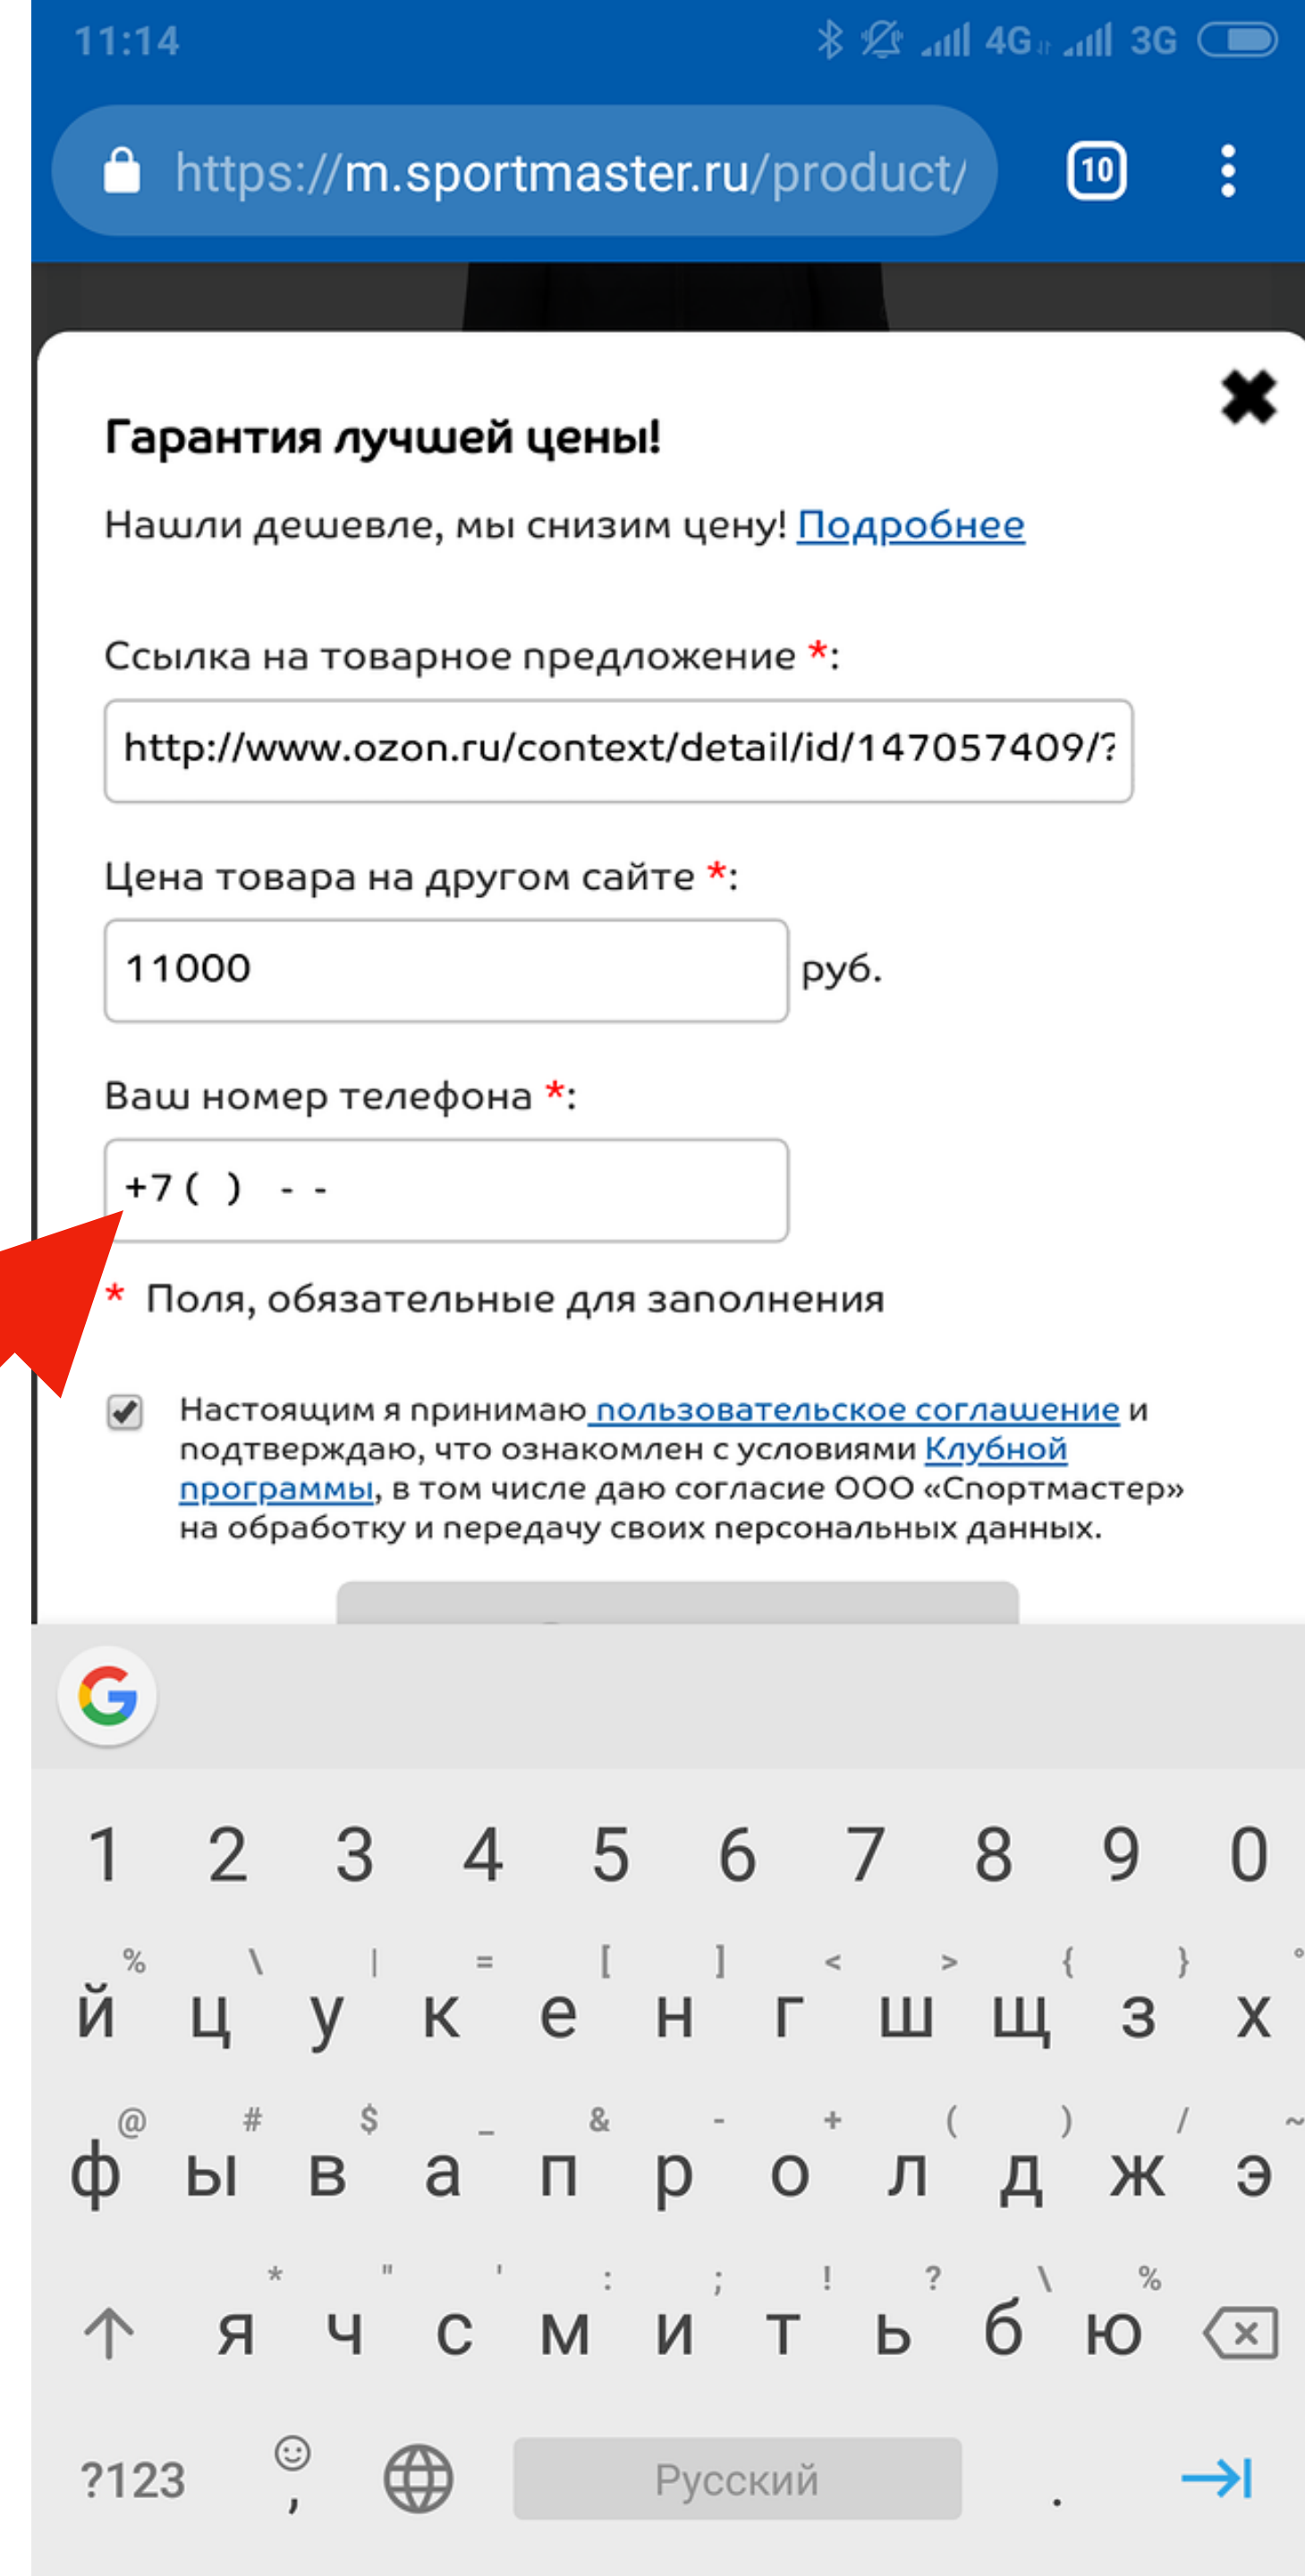 11:14 4G 3G
https://m.sportmaster.ru/product/ 10
Гарантия лучшей цены!
Нашли дешевле, мы снизим цену! Подробнее
Ссылка на товарное предложение *:
http://www.ozon.ru/context/detail/id/147057409/?
Цена товара на другом сайте *:
11000 руб.
Ваш номер телефона *:
+7 ( ) - -
* Поля, обязательные для заполнения
Настоящим я принимаю пользовательское соглашение и
подтверждаю, что ознакомлен с условиями Клубной
программы, в том числе даю согласие ООО «Спортмастер»
на обработку и передачу своих персональных данных.
G
1 2 3 4 5 6 7 8 9 0
% \ | = [ ] < > { } °
й ц у к е н г ш щ з х
@ # $ _ & - + ( ) / ~
ф ы в а п р о л д ж э
* " ' : ; ! ? \ %
я ч с м и т ь б ю
?123 , Русский .